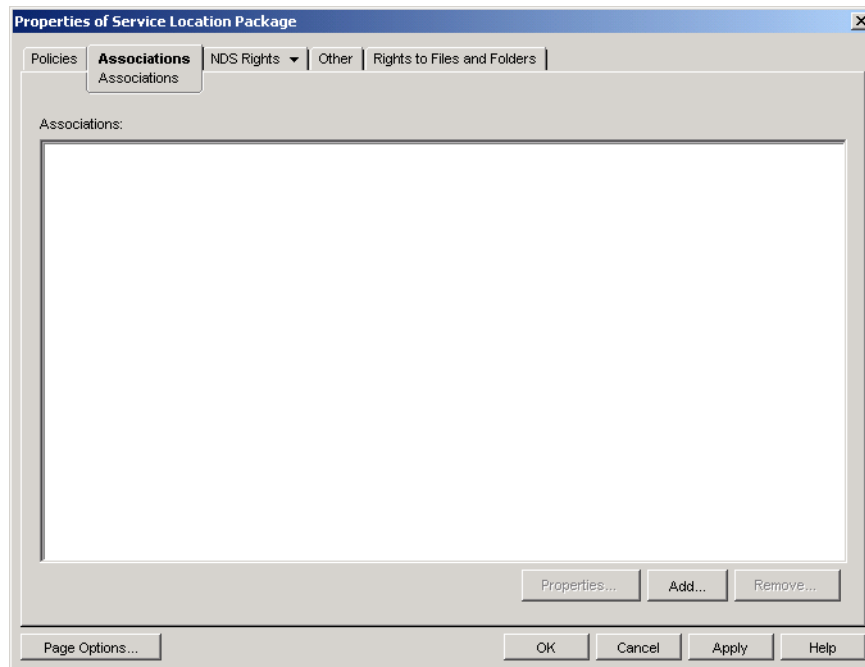 Properties of Service Location Package
Policies Associations NDS Rights Other Rights to Files and Folders
Associations
Associations:
Properties... Add... Remove...
Page Options... OK Cancel Apply Help